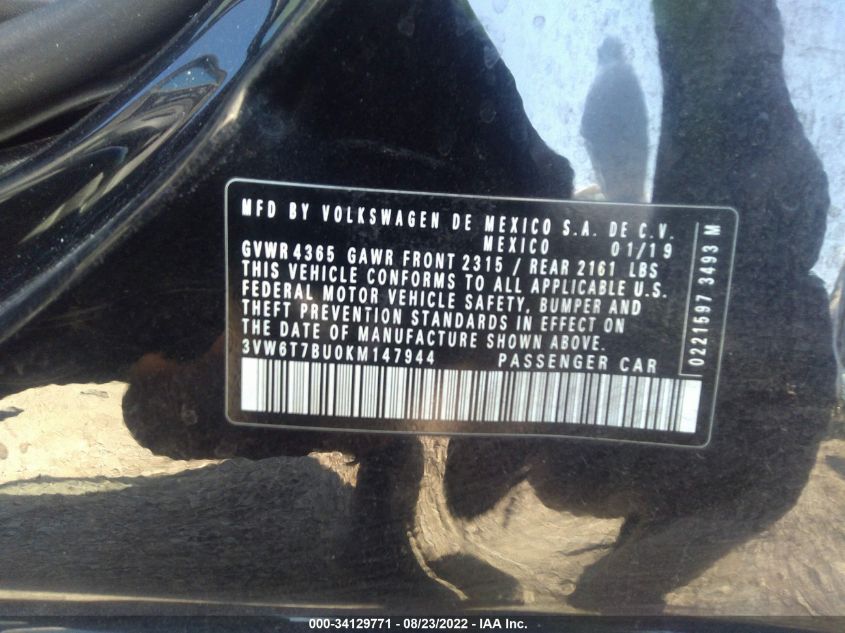 MFD BY VOLKSWAGEN DE MEXICO S.A. DE C.V.
MEXICO 01/19
GVWR 4365 GAWR FRONT 2315 / REAR 2161 LBS
THIS VEHICLE CONFORMS TO ALL APPLICABLE U.S.
FEDERAL MOTOR VEHICLE SAFETY, BUMPER AND
THEFT PREVENTION STANDARDS IN EFFECT ON
THE DATE OF MANUFACTURE SHOWN ABOVE.
3VW6T7BU0KM147944 PASSENGER CAR
0221597 3493 M
000-34129771 - 08/23/2022 - IAA Inc.